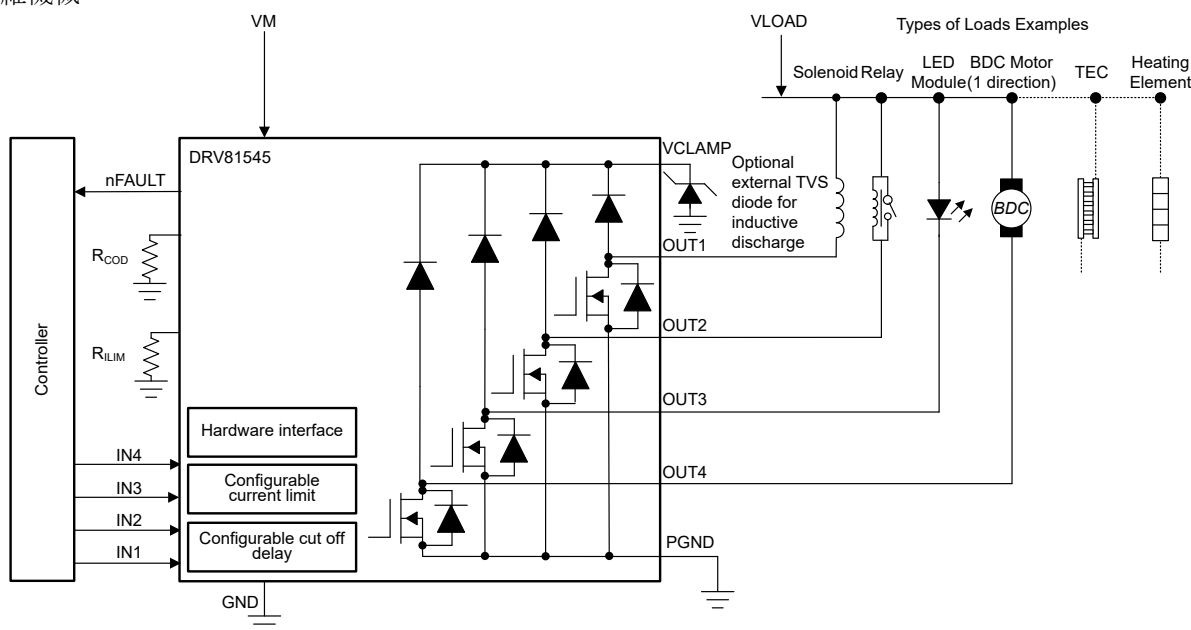 VM
VLOAD
Types of Loads Examples
Solenoid
Relay
LED
Module
BDC Motor
(1 direction)
TEC
Heating
Element
DRV81545
nFAULT
RCOD
RILIM
Controller
VCLAMP
Optional
external TVS
diode for
inductive
discharge
OUT1
BDC
OUT2
OUT3
OUT4
Hardware interface
Configurable
current limit
Configurable cut off
delay
IN4
IN3
IN2
IN1
PGND
GND